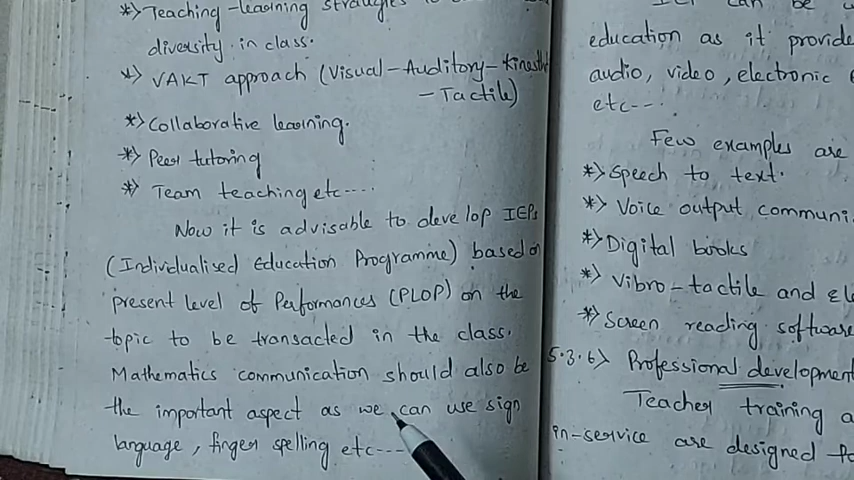 *) Teaching-learning strategies
diversity in class.
*) VAKT approach (Visual-Auditory-
-Tactile)
*) Collaborative learning.
*) Peer tutoring
*) Team teaching etc----
Now it is advisable to develop IEPs
(Individualised Education Programme) based on
present level of Performances (PLOP) on the
topic to be transacted in the class.
Mathematics communication should also be
the important aspect as we can use sign
language, finger spelling etc---
ICT can be
education as it provide
audio, video, electronic
etc---
Few examples are
*) Speech to text.
*) Voice output communi
*) Digital books
*) Vibro-tactile and
*) Screen reading software
5.3.6) Professional development
Teacher training
in-service are designed